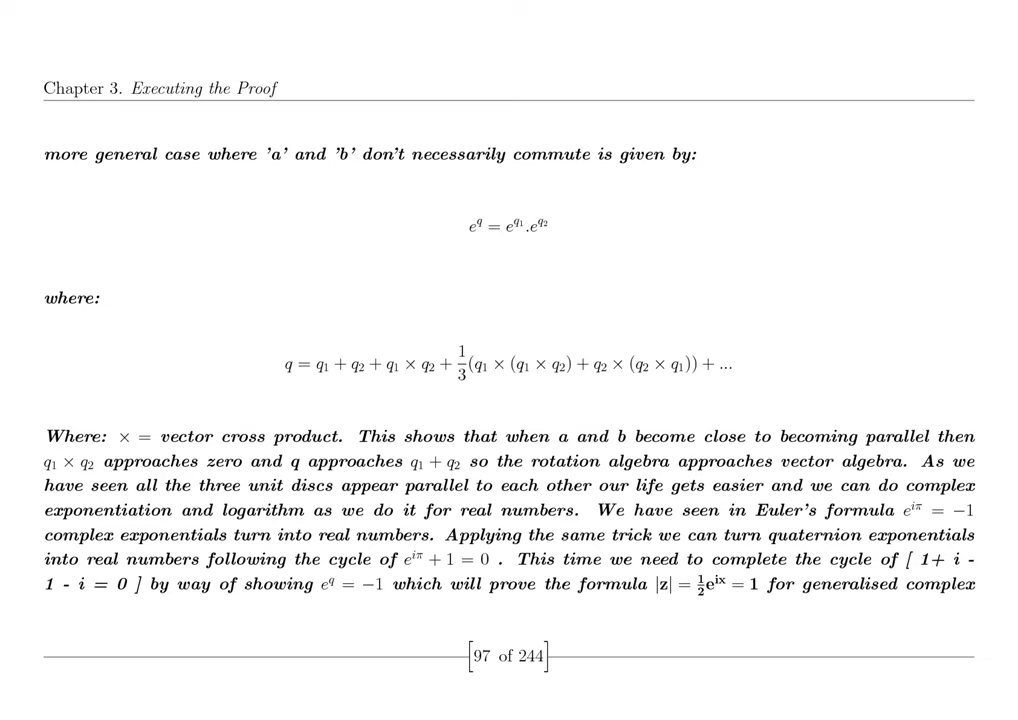 Chapter 3. Executing the Proof
more general case where 'a' and 'b' don't necessarily commute is given by:
e^q = e^{q_1}.e^{q_2}
where:
q = q_1 + q_2 + q_1 × q_2 + \frac{1}{3}(q_1 × (q_1 × q_2) + q_2 × (q_2 × q_1)) + ...
Where: × = vector cross product. This shows that when a and b become close to becoming parallel then
q_1 × q_2 approaches zero and q approaches q_1 + q_2 so the rotation algebra approaches vector algebra. As we
have seen all the three unit discs appear parallel to each other our life gets easier and we can do complex
exponentiation and logarithm as we do it for real numbers. We have seen in Euler's formula e^{iπ} = −1
complex exponentials turn into real numbers. Applying the same trick we can turn quaternion exponentials
into real numbers following the cycle of e^{iπ} + 1 = 0 . This time we need to complete the cycle of [ 1+ i -
1 - i = 0 ] by way of showing e^q = −1 which will prove the formula |z| = \frac{1}{2}e^{ix} = 1 for generalised complex
97 of 244